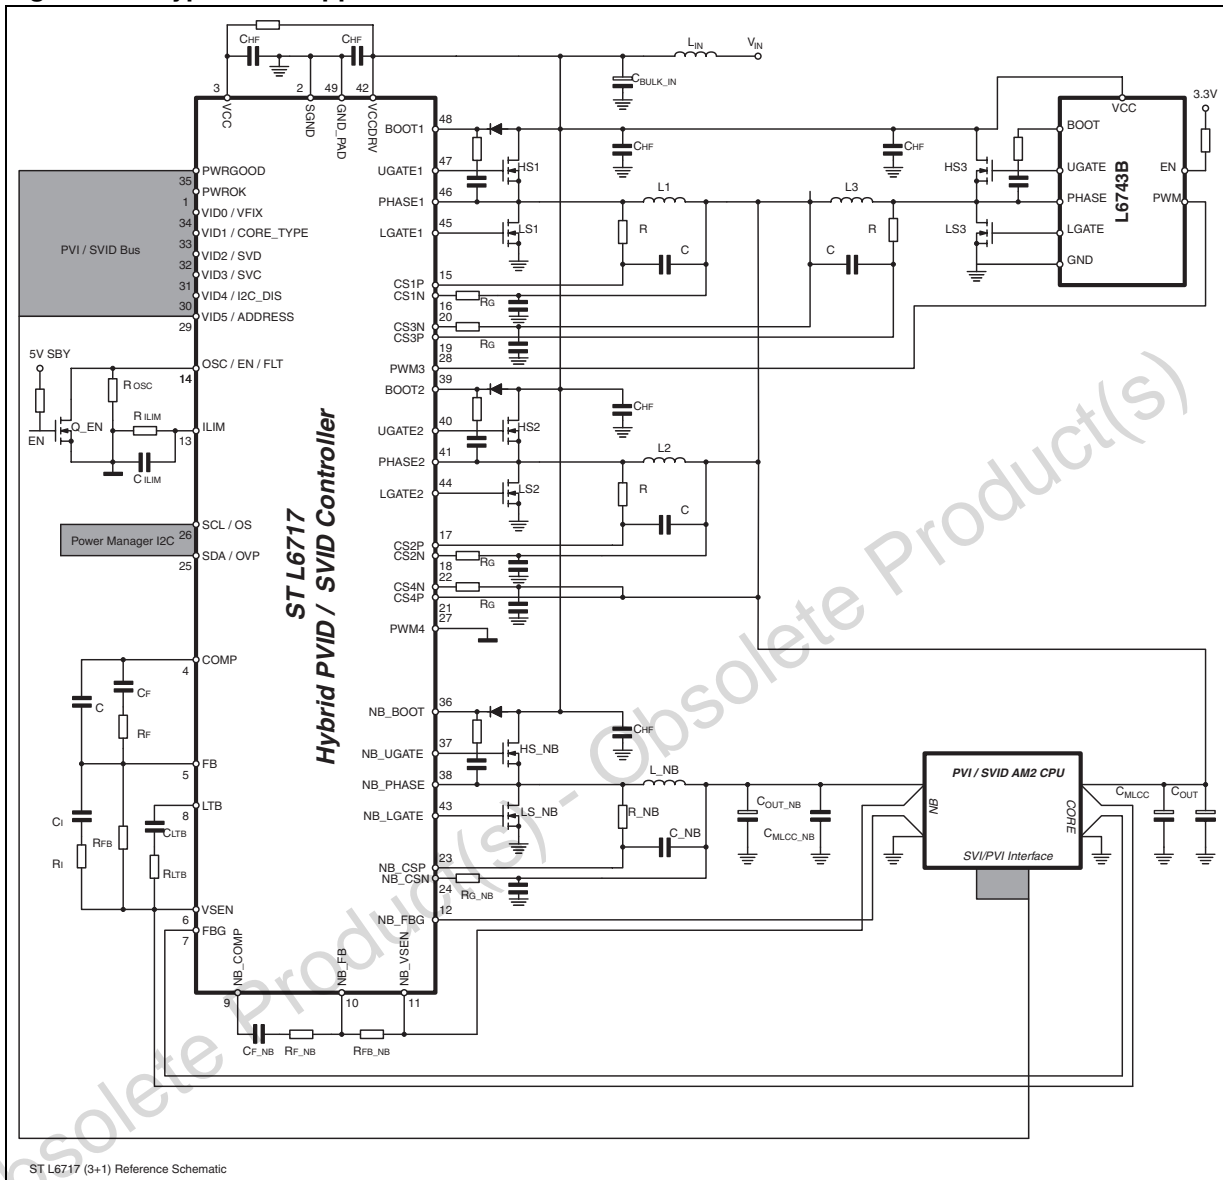 CHF
CHF
LIN
VIN
CBULK_IN
3
2
49
42
VCC
SGND
GND_PAD
VCCDRV
3.3V
VCC
BOOT
UGATE
PHASE
LGATE
GND
EN
PWM
L6743B
HS3
LS3
CHF
CHF
BOOT1
48
UGATE1
47
HS1
PHASE1
46
LGATE1
45
LS1
L1
L3
R
C
R
C
CS1P
15
CS1N
16
RG
CS3N
20
CS3P
19
RG
PWM3
28
BOOT2
39
CHF
UGATE2
40
HS2
PHASE2
41
LGATE2
44
LS2
L2
R
C
CS2P
17
CS2N
18
RG
CS4N
22
CS4P
21
RG
PWM4
27
NB_BOOT
36
CHF
NB_UGATE
37
HS_NB
NB_PHASE
38
NB_LGATE
43
LS_NB
L_NB
R_NB
C_NB
COUT_NB
CMLCC_NB
NB_CSP
23
NB_CSN
24
RG_NB
NB_FBG
12
PVI / SVID AM2 CPU
NB
CORE
SVI/PVI Interface
CMLCC
COUT
PWRGOOD
35
PWROK
1
VID0 / VFIX
34
VID1 / CORE_TYPE
33
VID2 / SVD
32
VID3 / SVC
31
VID4 / I2C_DIS
30
VID5 / ADDRESS
29
PVI / SVID Bus
5V SBY
OSC / EN / FLT
14
ROSC
RILIM
ILIM
13
Q_EN
EN
CILIM
SCL / OS
26
Power Manager I2C
SDA / OVP
25
ST L6717
Hybrid PVID / SVID Controller
COMP
4
CF
C
RF
FB
5
LTB
8
CI
CLTB
RFB
RI
RLTB
VSEN
6
FBG
7
NB_COMP
NB_FB
NB_VSEN
9
10
11
CF_NB
RF_NB
RFB_NB
Obsolete Product(s) - Obsolete Product(s)
ST L6717 (3+1) Reference Schematic